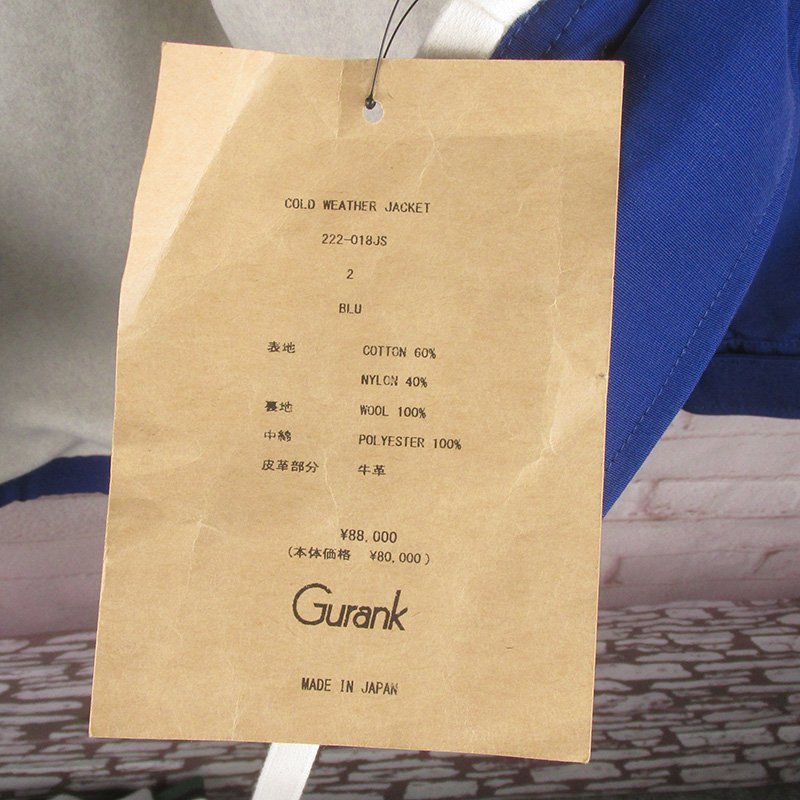 COLD WEATHER JACKET
222-018JS
2
BLU
表地 COTTON 60%
NYLON 40%
裏地 WOOL 100%
中綿 POLYESTER 100%
皮革部分 牛革
¥88,000
(本体価格 ¥80,000)
Gurank
MADE IN JAPAN